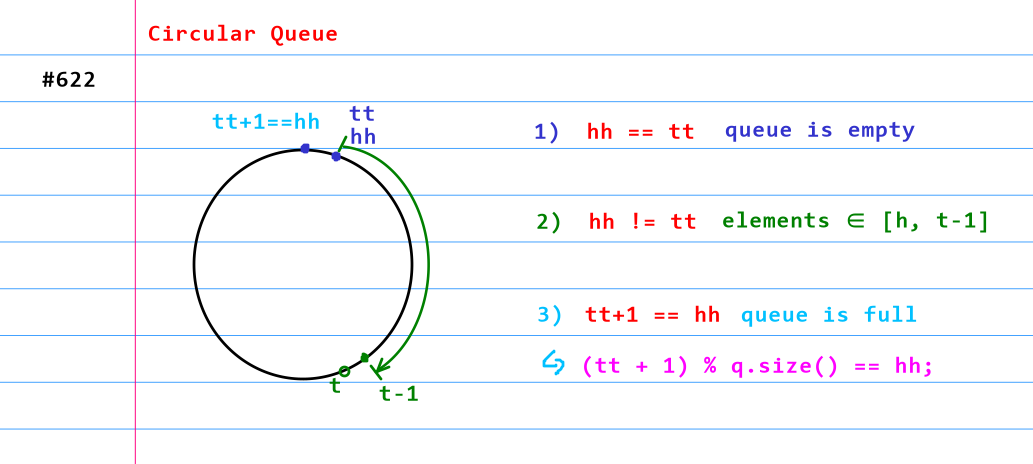 Circular Queue
#622
tt+1==hh
tt
hh
1) hh == tt queue is empty
2) hh != tt elements ∈ [h, t-1]
3) tt+1 == hh queue is full
(tt + 1) % q.size() == hh;
t
t-1